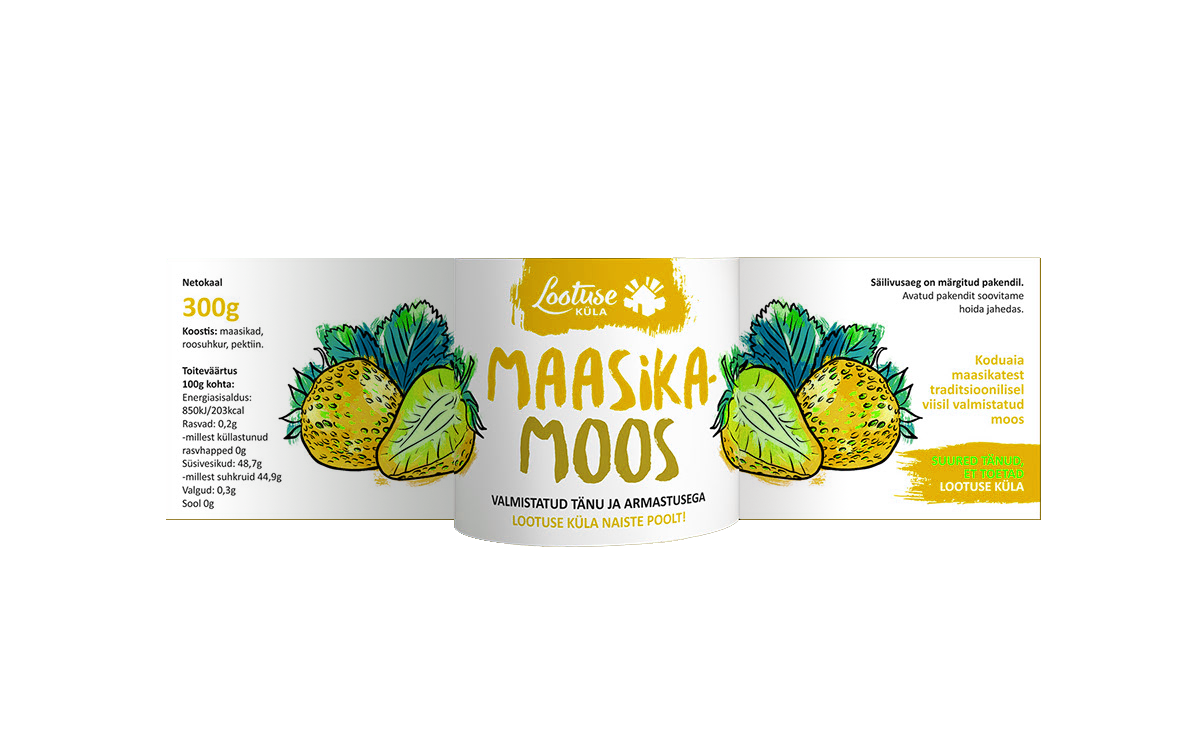 Netokaal
300g
Koostis: maasikad,
roosuhkur, pektiin.
Toiteväärtus
100g kohta:
Energiasisaldus:
850kJ/203kcal
Rasvad: 0,2g
-millest küllastunud
rasvhapped 0g
Süsivesikud: 48,7g
-millest suhkruid 44,9g
Valgud: 0,3g
Sool 0g
Lootuse
KÜLA
MAASIKA-
MOOS
VALMISTATUD TÄNU JA ARMASTUSEGA
LOOTUSE KÜLA NAISTE POOLT!
Säilivusaeg on märgitud pakendil.
Avatud pakendit soovitame
hoida jahedas.
Koduaia
maasikatest
traditsioonilisel
viisil valmistatud
moos
SUURED TÄNUD,
ET TOETAD
LOOTUSE KÜLA